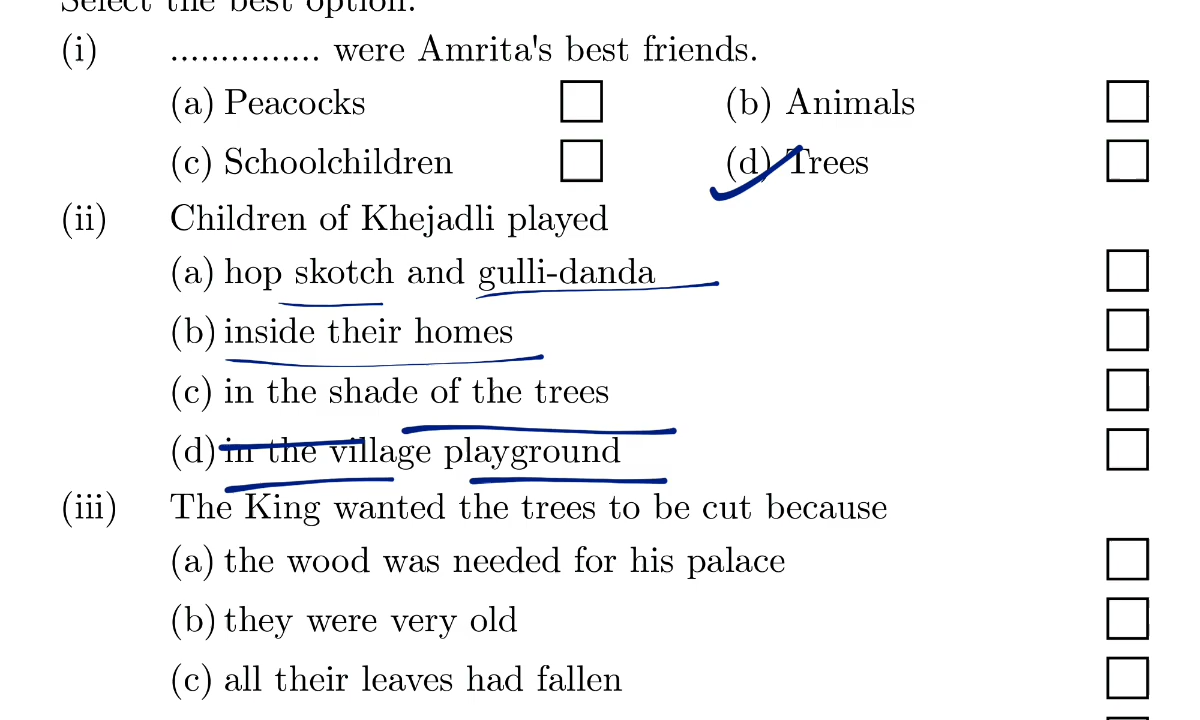 Select the best option.
(i) ............... were Amrita's best friends.
(a) Peacocks (b) Animals
(c) Schoolchildren (d) Trees
(ii) Children of Khejadli played
(a) hop skotch and gulli-danda
(b) inside their homes
(c) in the shade of the trees
(d) in the village playground
(iii) The King wanted the trees to be cut because
(a) the wood was needed for his palace
(b) they were very old
(c) all their leaves had fallen